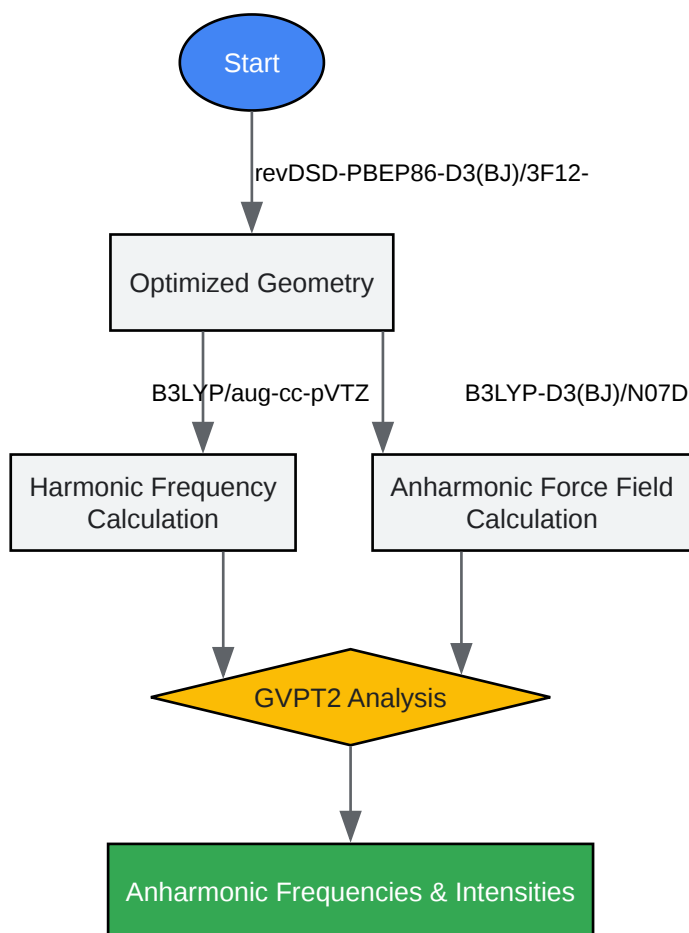 Start
revDSD-PBEP86-D3(BJ)/3F12-
Optimized Geometry
B3LYP/aug-cc-pVTZ
B3LYP-D3(BJ)/N07D
Harmonic Frequency
Calculation
Anharmonic Force Field
Calculation
GVPT2 Analysis
Anharmonic Frequencies & Intensities